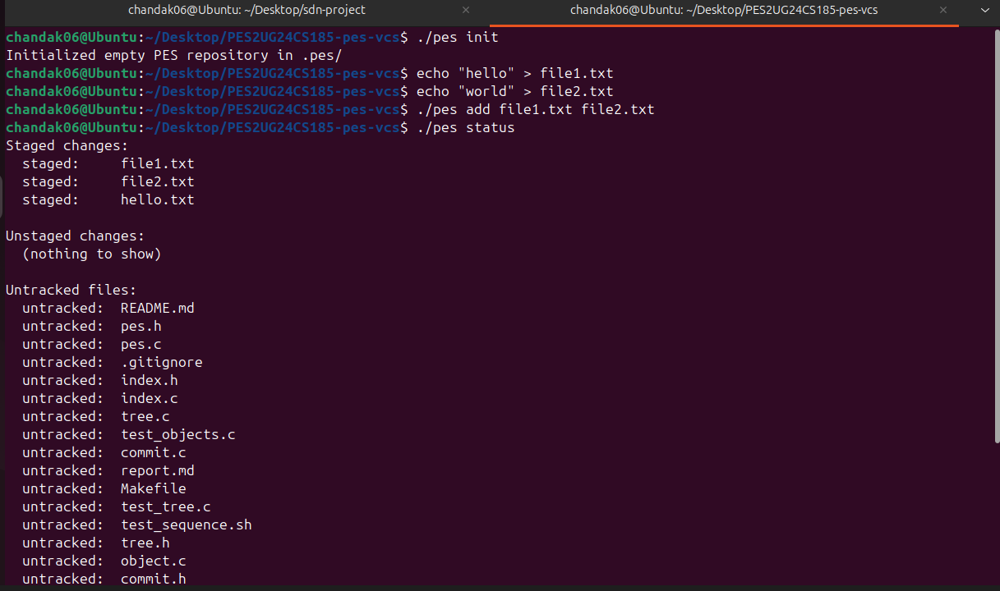 chandak06@Ubuntu: ~/Desktop/sdn-project × chandak06@Ubuntu: ~/Desktop/PES2UG24CS185-pes-vcs ×
chandak06@Ubuntu:~/Desktop/PES2UG24CS185-pes-vcs$ ./pes init
Initialized empty PES repository in .pes/
chandak06@Ubuntu:~/Desktop/PES2UG24CS185-pes-vcs$ echo "hello" > file1.txt
chandak06@Ubuntu:~/Desktop/PES2UG24CS185-pes-vcs$ echo "world" > file2.txt
chandak06@Ubuntu:~/Desktop/PES2UG24CS185-pes-vcs$ ./pes add file1.txt file2.txt
chandak06@Ubuntu:~/Desktop/PES2UG24CS185-pes-vcs$ ./pes status
Staged changes:
  staged:     file1.txt
  staged:     file2.txt
  staged:     hello.txt

Unstaged changes:
  (nothing to show)

Untracked files:
  untracked:  README.md
  untracked:  pes.h
  untracked:  pes.c
  untracked:  .gitignore
  untracked:  index.h
  untracked:  index.c
  untracked:  tree.c
  untracked:  test_objects.c
  untracked:  commit.c
  untracked:  report.md
  untracked:  Makefile
  untracked:  test_tree.c
  untracked:  test_sequence.sh
  untracked:  tree.h
  untracked:  object.c
  untracked:  commit.h